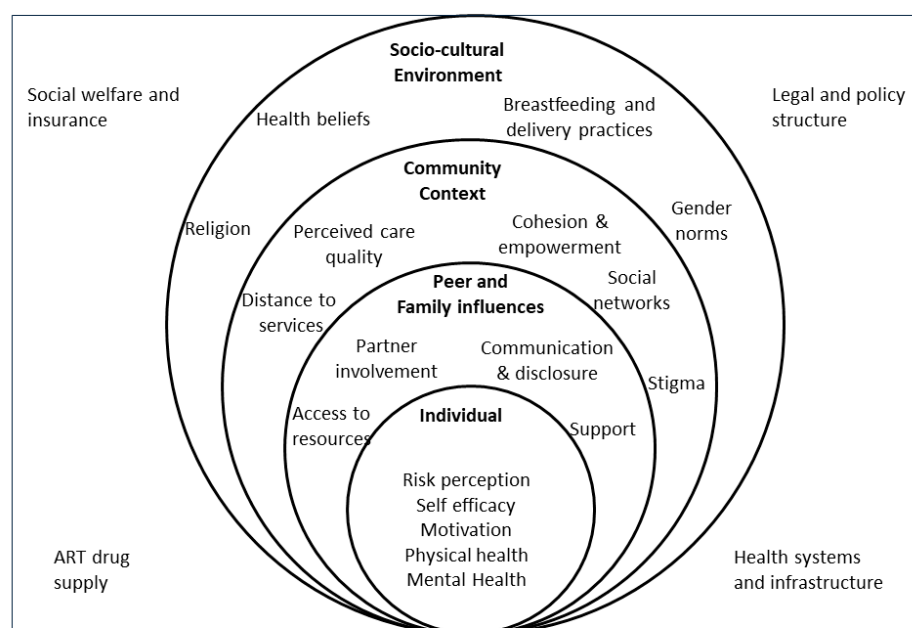 Socio-cultural
Environment
Social welfare and
insurance
Health beliefs
Breastfeeding and
delivery practices
Legal and policy
structure
Community
Context
Religion
Perceived care
quality
Cohesion &
empowerment
Gender
norms
Peer and
Family influences
Distance to
services
Social
networks
Partner
involvement
Communication
& disclosure
Stigma
Access to
resources
Individual
Support
Risk perception
Self efficacy
Motivation
Physical health
Mental Health
ART drug
supply
Health systems
and infrastructure